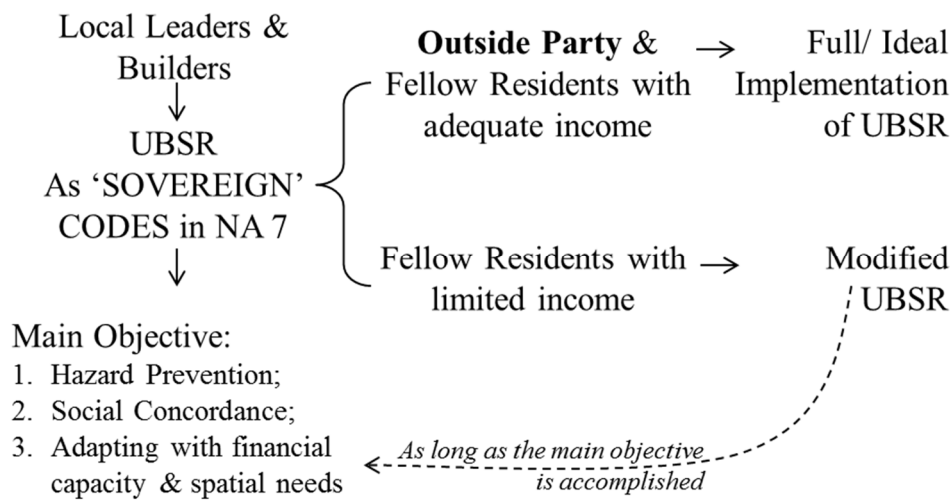 Local Leaders &
Builders
UBSR
As ‘SOVEREIGN’
CODES in NA 7
Outside Party &
Fellow Residents with
adequate income
Full/ Ideal
Implementation
of UBSR
Fellow Residents with
limited income
Modified
UBSR
Main Objective:
1. Hazard Prevention;
2. Social Concordance;
3. Adapting with financial
capacity & spatial needs
As long as the main objective
is accomplished